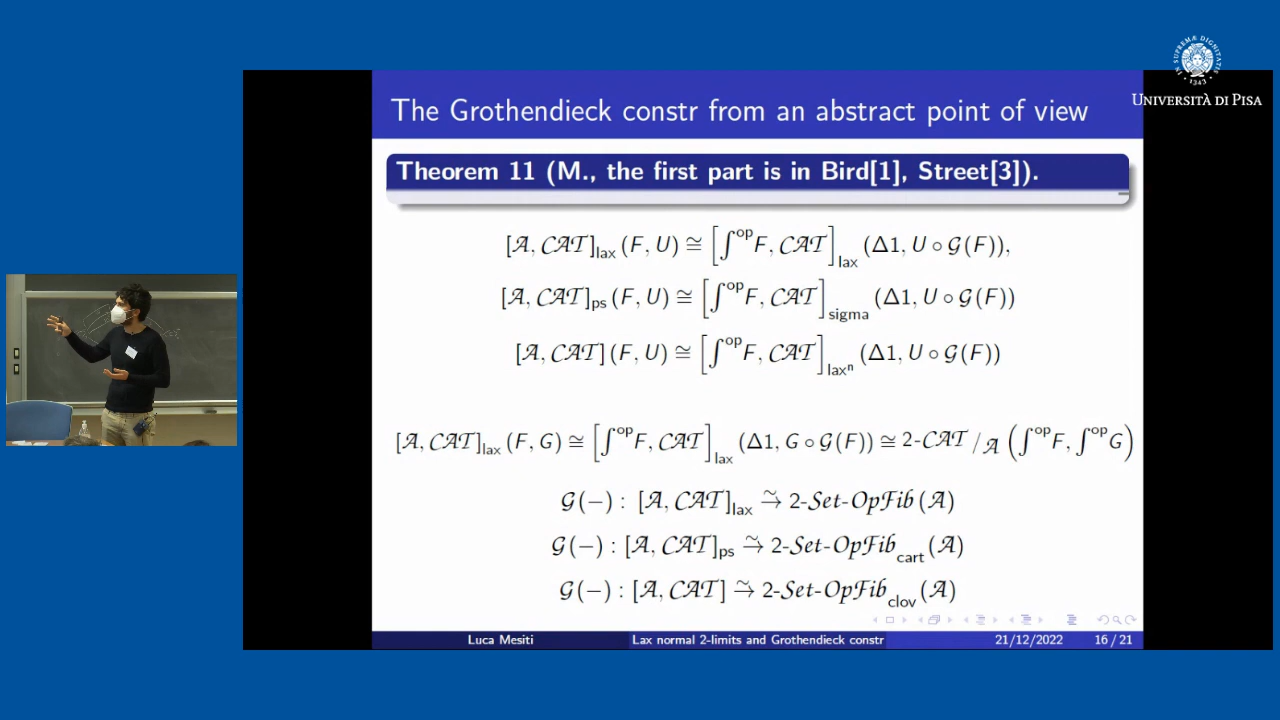 IN SUPREMÆ DIGNITATIS
1343
UNIVERSITÀ DI PISA
The Grothendieck constr from an abstract point of view
Theorem 11 (M., the first part is in Bird[1], Street[3]).
[𝒜, 𝒞𝒜𝒯]_lax (F, U) ≅ [∫^op F, 𝒞𝒜𝒯]_lax (Δ1, U ∘ 𝒢(F)),
[𝒜, 𝒞𝒜𝒯]_ps (F, U) ≅ [∫^op F, 𝒞𝒜𝒯]_sigma (Δ1, U ∘ 𝒢(F))
[𝒜, 𝒞𝒜𝒯] (F, U) ≅ [∫^op F, 𝒞𝒜𝒯]_lax^n (Δ1, U ∘ 𝒢(F))
[𝒜, 𝒞𝒜𝒯]_lax (F, G) ≅ [∫^op F, 𝒞𝒜𝒯]_lax (Δ1, G ∘ 𝒢(F)) ≅ 2-𝒞𝒜𝒯/𝒜 (∫^op F, ∫^op G)
𝒢(−) : [𝒜, 𝒞𝒜𝒯]_lax ⥲ 2-𝒮et-𝒪pℱib (𝒜)
𝒢(−) : [𝒜, 𝒞𝒜𝒯]_ps ⥲ 2-𝒮et-𝒪pℱib_cart (𝒜)
𝒢(−) : [𝒜, 𝒞𝒜𝒯] ⥲ 2-𝒮et-𝒪pℱib_clov (𝒜)
Luca Mesiti Lax normal 2-limits and Grothendieck constr 21/12/2022 16 / 21